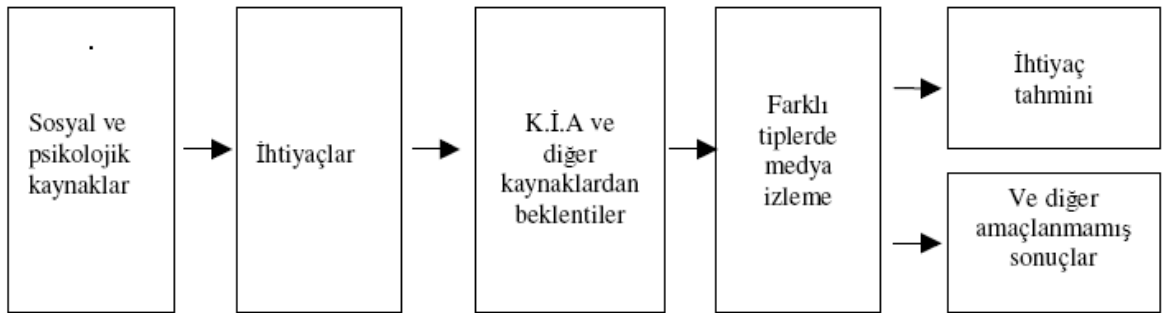 Sosyal ve
psikolojik
kaynaklar
İhtiyaçlar
K.İ.A ve
diğer
kaynaklardan
beklentiler
Farklı
tiplerde
medya
izleme
İhtiyaç
tahmini
Ve diğer
amaçlanmamış
sonuçlar